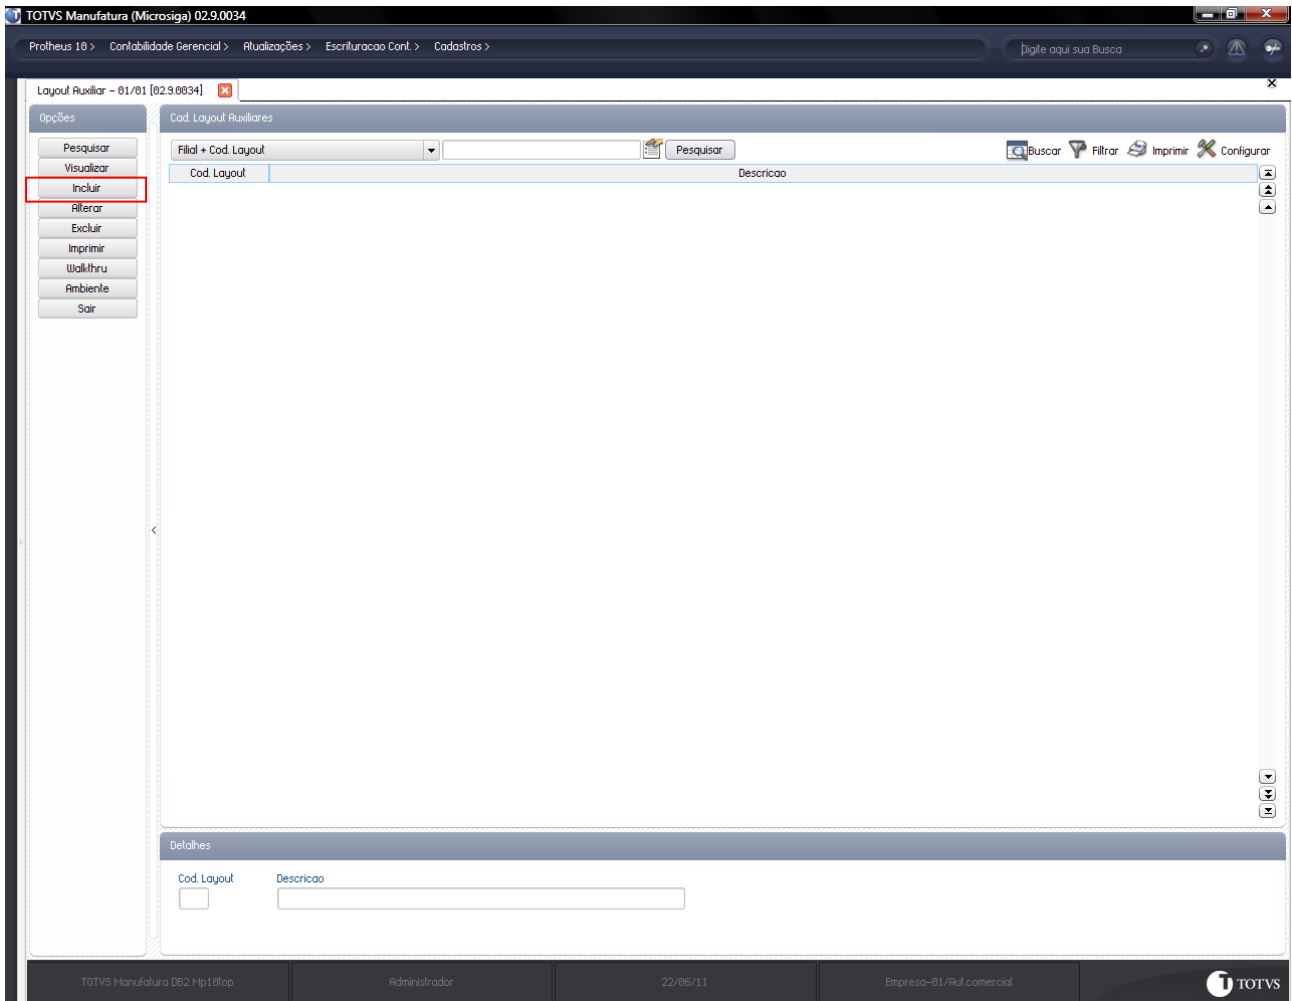 TOTVS Manufatura (Microsiga) 02.9.0034
Protheus 10 > Contabilidade Gerencial > Atualizações > Escrituracao Cont. > Cadastros >
Digite aqui sua Busca
Layout Auxiliar - 01/01 [02.9.0034]
Opções
Cad. Layout Auxiliares
Pesquisar
Filial + Cod. Layout
Pesquisar
Buscar Filtrar Imprimir Configurar
Visualizar
Cod. Layout
Descricao
Incluir
Alterar
Excluir
Imprimir
Walkthru
Ambiente
Sair
Detalhes
Cod. Layout
Descricao
TOTVS Manufatura DB2 Mp10top
Administrador
22/06/11
Empresa-01/Aut.comercial
TOTVS